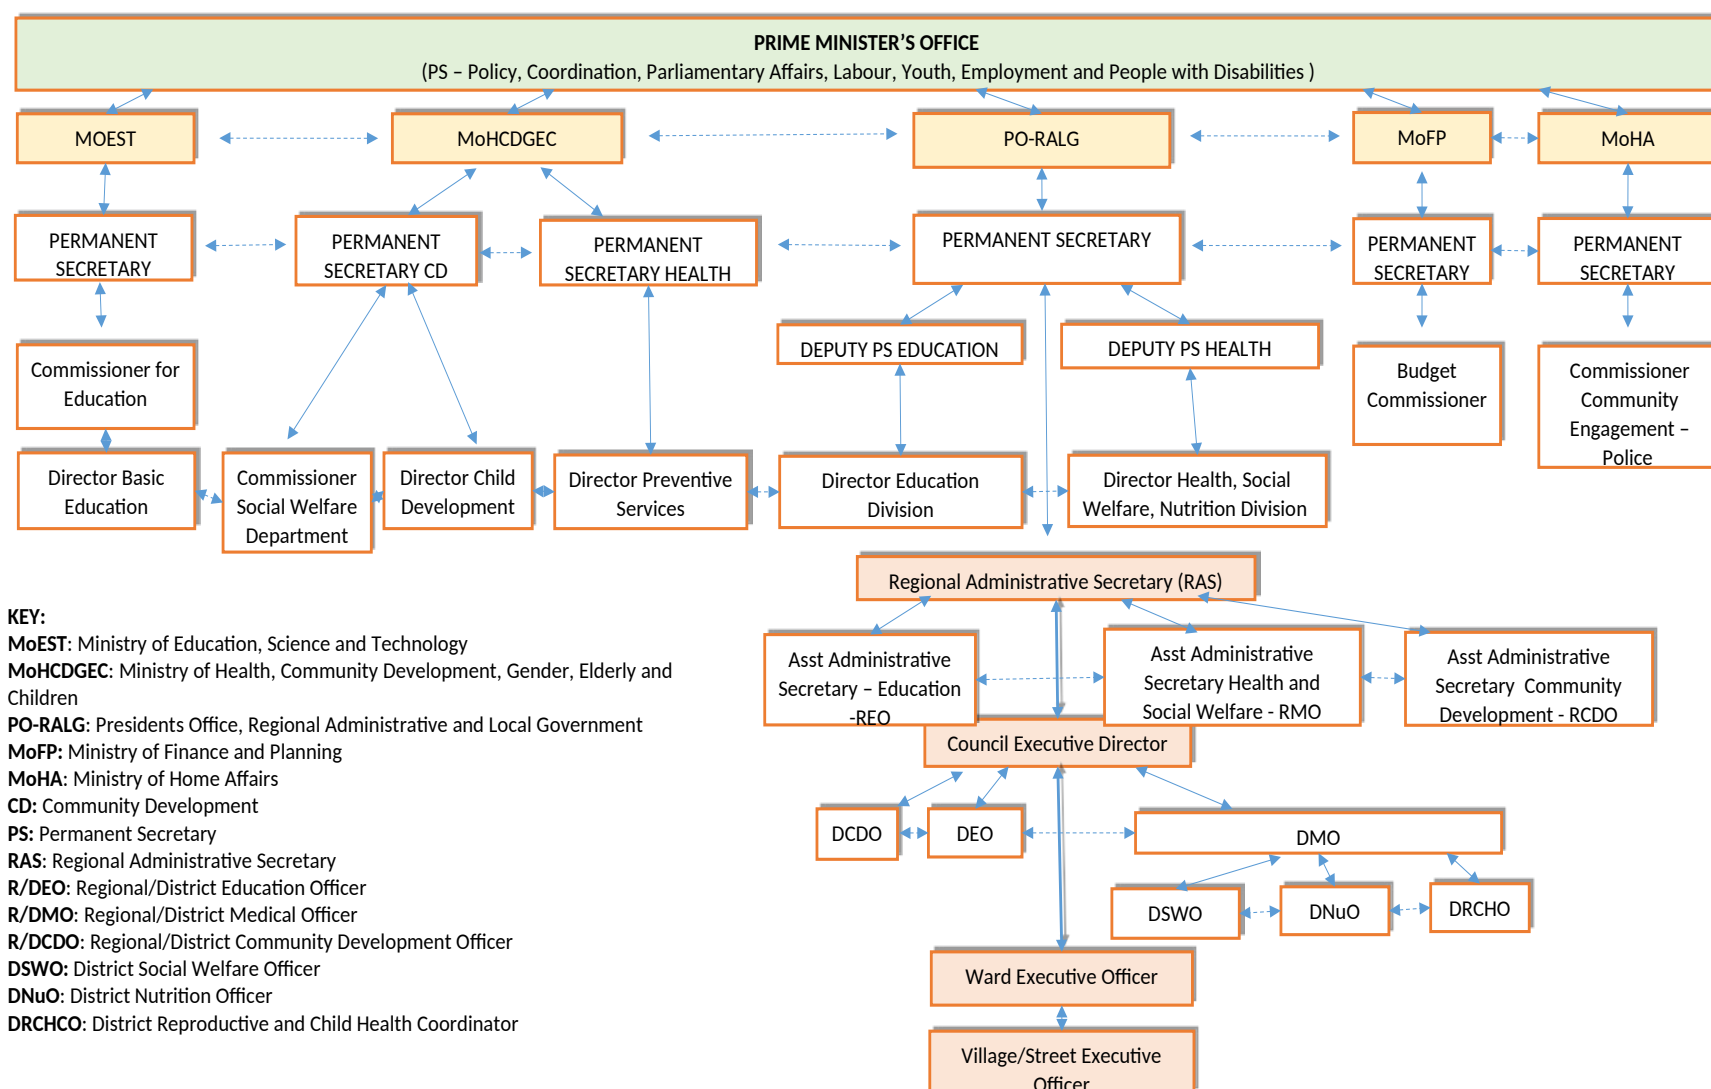 PRIME MINISTER’S OFFICE
(PS – Policy, Coordination, Parliamentary Affairs, Labour, Youth, Employment and People with Disabilities )
MOEST
MoHCDGEC
PO-RALG
MoFP
MoHA
PERMANENT
SECRETARY
PERMANENT
SECRETARY CD
PERMANENT
SECRETARY HEALTH
PERMANENT SECRETARY
PERMANENT
SECRETARY
PERMANENT
SECRETARY
DEPUTY PS EDUCATION
DEPUTY PS HEALTH
Commissioner for
Education
Budget
Commissioner
Commissioner
Community
Engagement –
Police
Director Basic
Education
Commissioner
Social Welfare
Department
Director Child
Development
Director Preventive
Services
Director Education
Division
Director Health, Social
Welfare, Nutrition Division
Regional Administrative Secretary (RAS)
Asst Administrative
Secretary – Education
-REO
Asst Administrative
Secretary Health and
Social Welfare - RMO
Asst Administrative
Secretary  Community
Development - RCDO
Council Executive Director
DCDO
DEO
DMO
DSWO
DNuO
DRCHO
Ward Executive Officer
Village/Street Executive
Officer
KEY:
MoEST: Ministry of Education, Science and Technology
MoHCDGEC: Ministry of Health, Community Development, Gender, Elderly and
Children
PO-RALG: Presidents Office, Regional Administrative and Local Government
MoFP: Ministry of Finance and Planning
MoHA: Ministry of Home Affairs
CD: Community Development
PS: Permanent Secretary
RAS: Regional Administrative Secretary
R/DEO: Regional/District Education Officer
R/DMO: Regional/District Medical Officer
R/DCDO: Regional/District Community Development Officer
DSWO: District Social Welfare Officer
DNuO: District Nutrition Officer
DRCHCO: District Reproductive and Child Health Coordinator